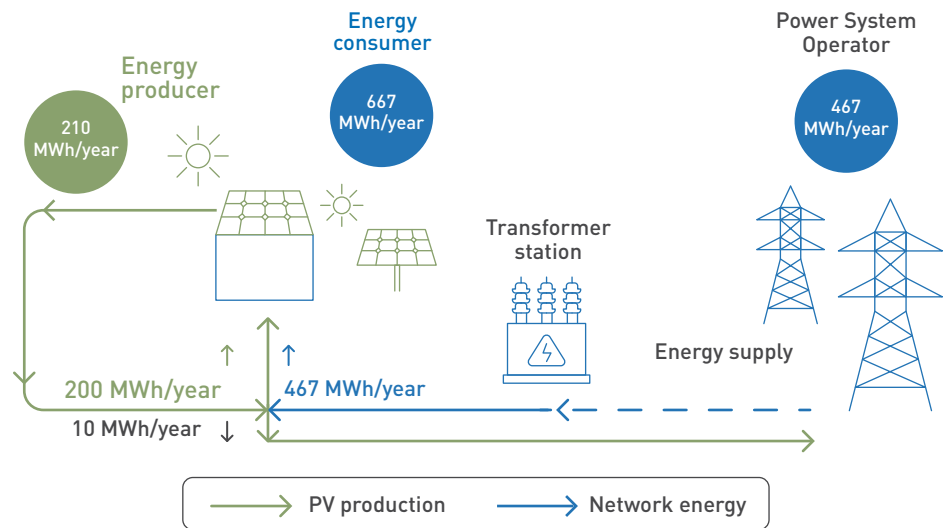 Energy
producer
210
MWh/year
Energy
consumer
667
MWh/year
Power System
Operator
467
MWh/year
Transformer
station
Energy supply
200 MWh/year
467 MWh/year
10 MWh/year
PV production
Network energy